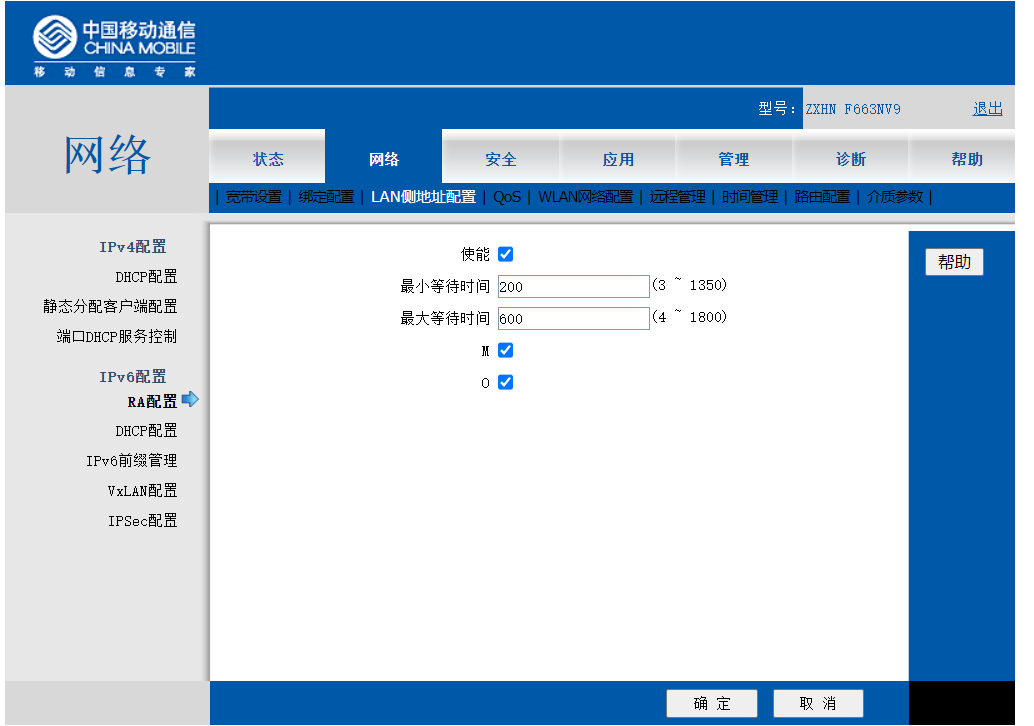 中国移动通信
CHINA MOBILE
移 动 信 息 专 家
型号: ZXHN F663NV9 退出
网络
状态 网络 安全 应用 管理 诊断 帮助
| 宽带设置 | 绑定配置 | LAN侧地址配置 | QoS | WLAN网络配置 | 远程管理 | 时间管理 | 路由配置 | 介质参数 |
IPv4配置
DHCP配置
静态分配客户端配置
端口DHCP服务控制
IPv6配置
RA配置
DHCP配置
IPv6前缀管理
VxLAN配置
IPSec配置
使能
最小等待时间 200 (3 ~ 1350)
最大等待时间 600 (4 ~ 1800)
M
O
帮助
确 定 取 消